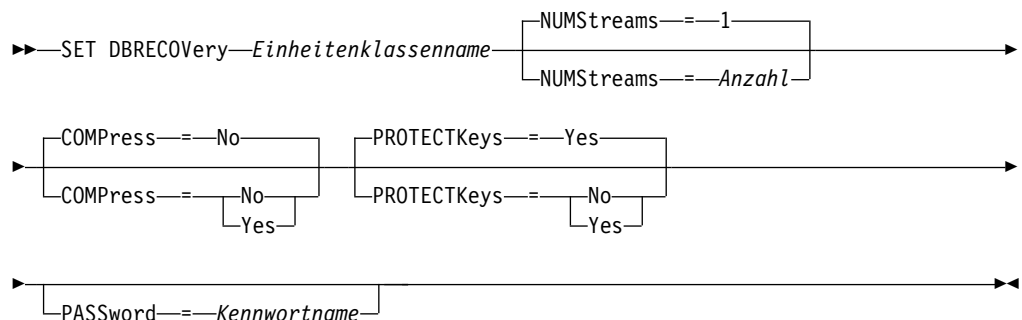 NUMStreams = 1
SET DBRECOVery Einheitenklassenname
NUMStreams = Anzahl
COMPress = No PROTECTKeys = Yes
COMPress = No PROTECTKeys = No
Yes Yes
PASSword = Kennwortname